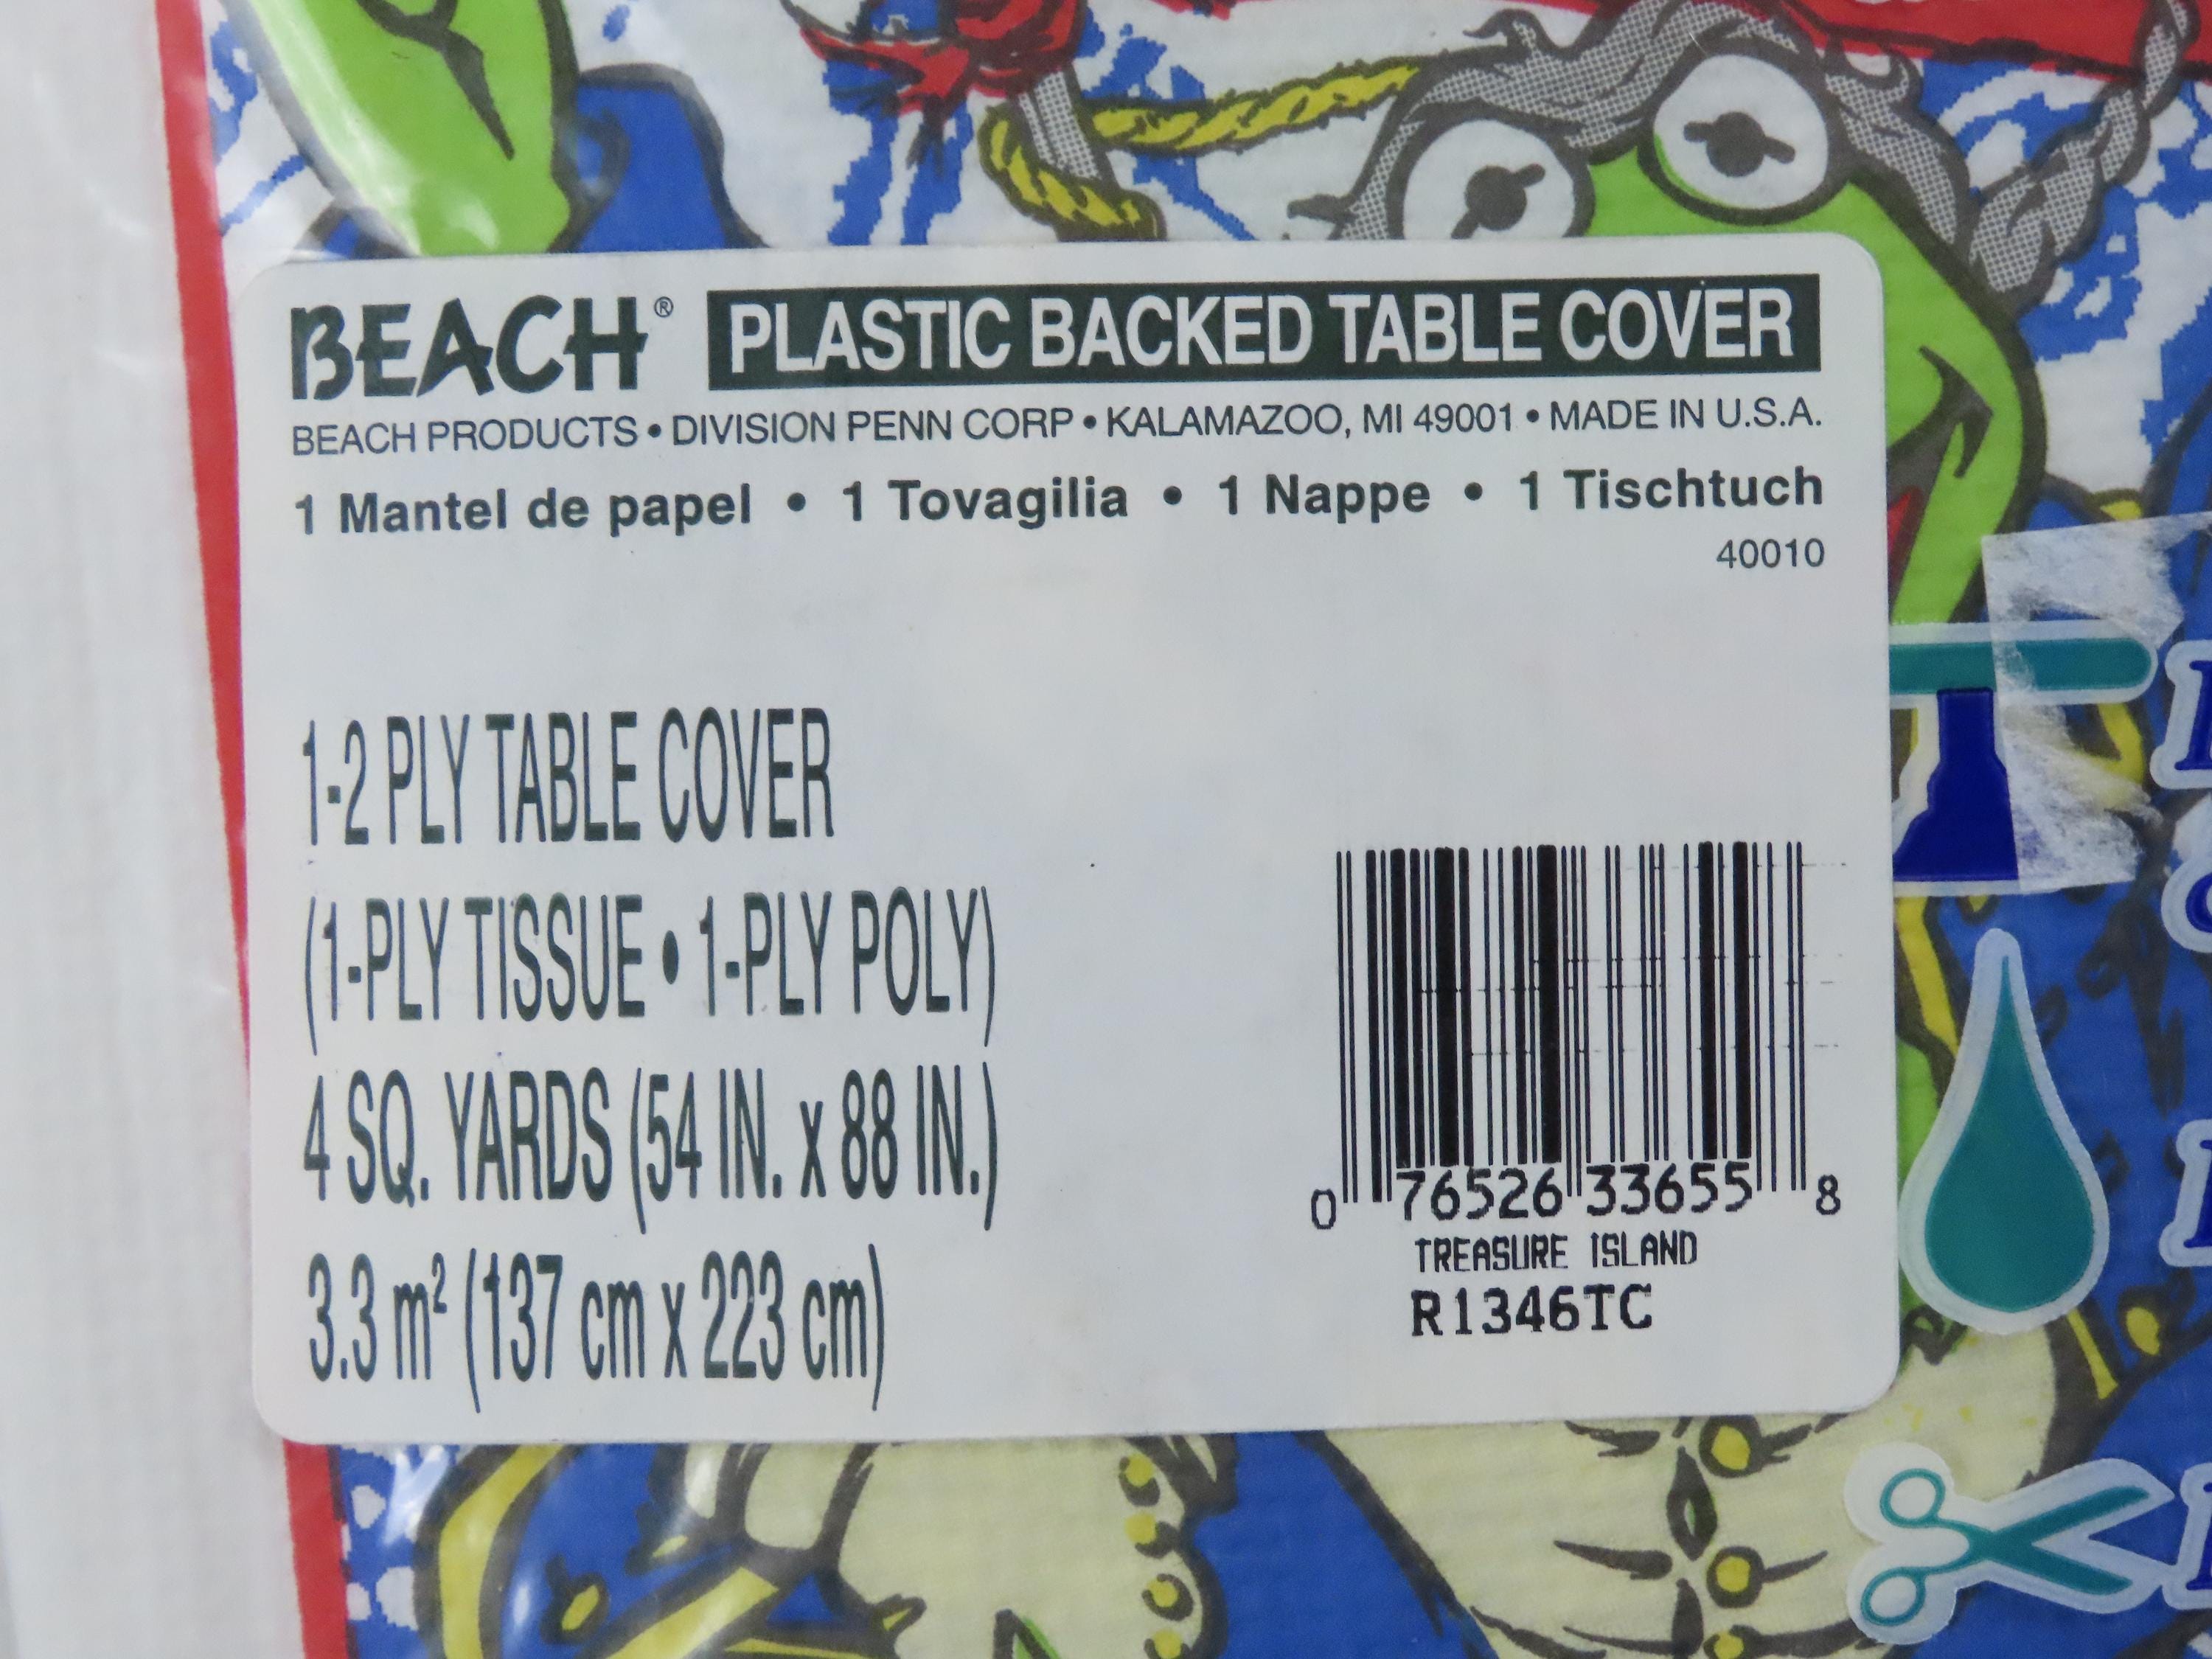 BEACH® PLASTIC BACKED TABLE COVER
BEACH PRODUCTS • DIVISION PENN CORP • KALAMAZOO, MI 49001 • MADE IN U.S.A.
1 Mantel de papel • 1 Tovagilia • 1 Nappe • 1 Tischtuch
40010
1-2 PLY TABLE COVER
(1-PLY TISSUE • 1-PLY POLY)
4 SQ. YARDS (54 IN. x 88 IN.)
3.3 m² (137 cm x 223 cm)
0 76526 33655 8
TREASURE ISLAND
R1346TC